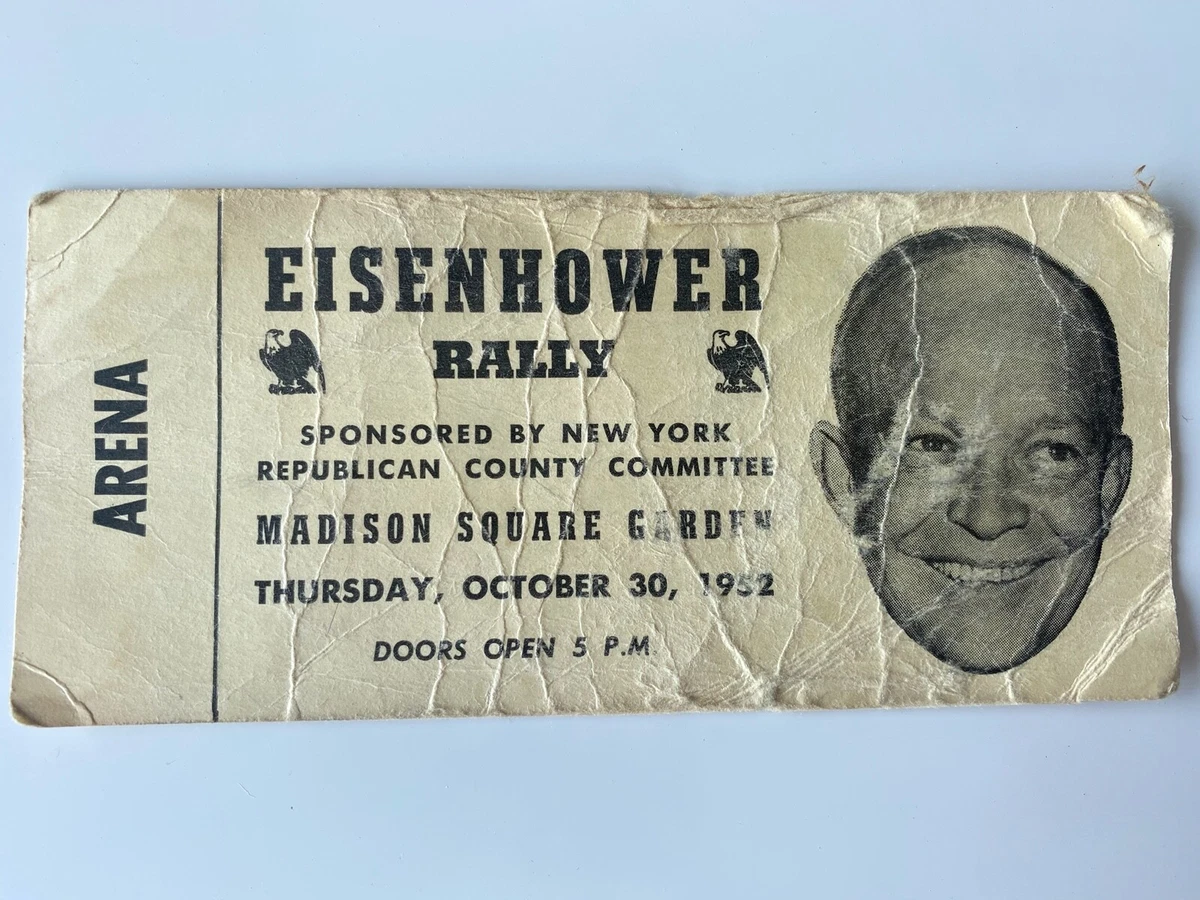 ARENA
EISENHOWER
RALLY
SPONSORED BY NEW YORK
REPUBLICAN COUNTY COMMITTEE
MADISON SQUARE GARDEN
THURSDAY, OCTOBER 30, 1952
DOORS OPEN 5 P.M.